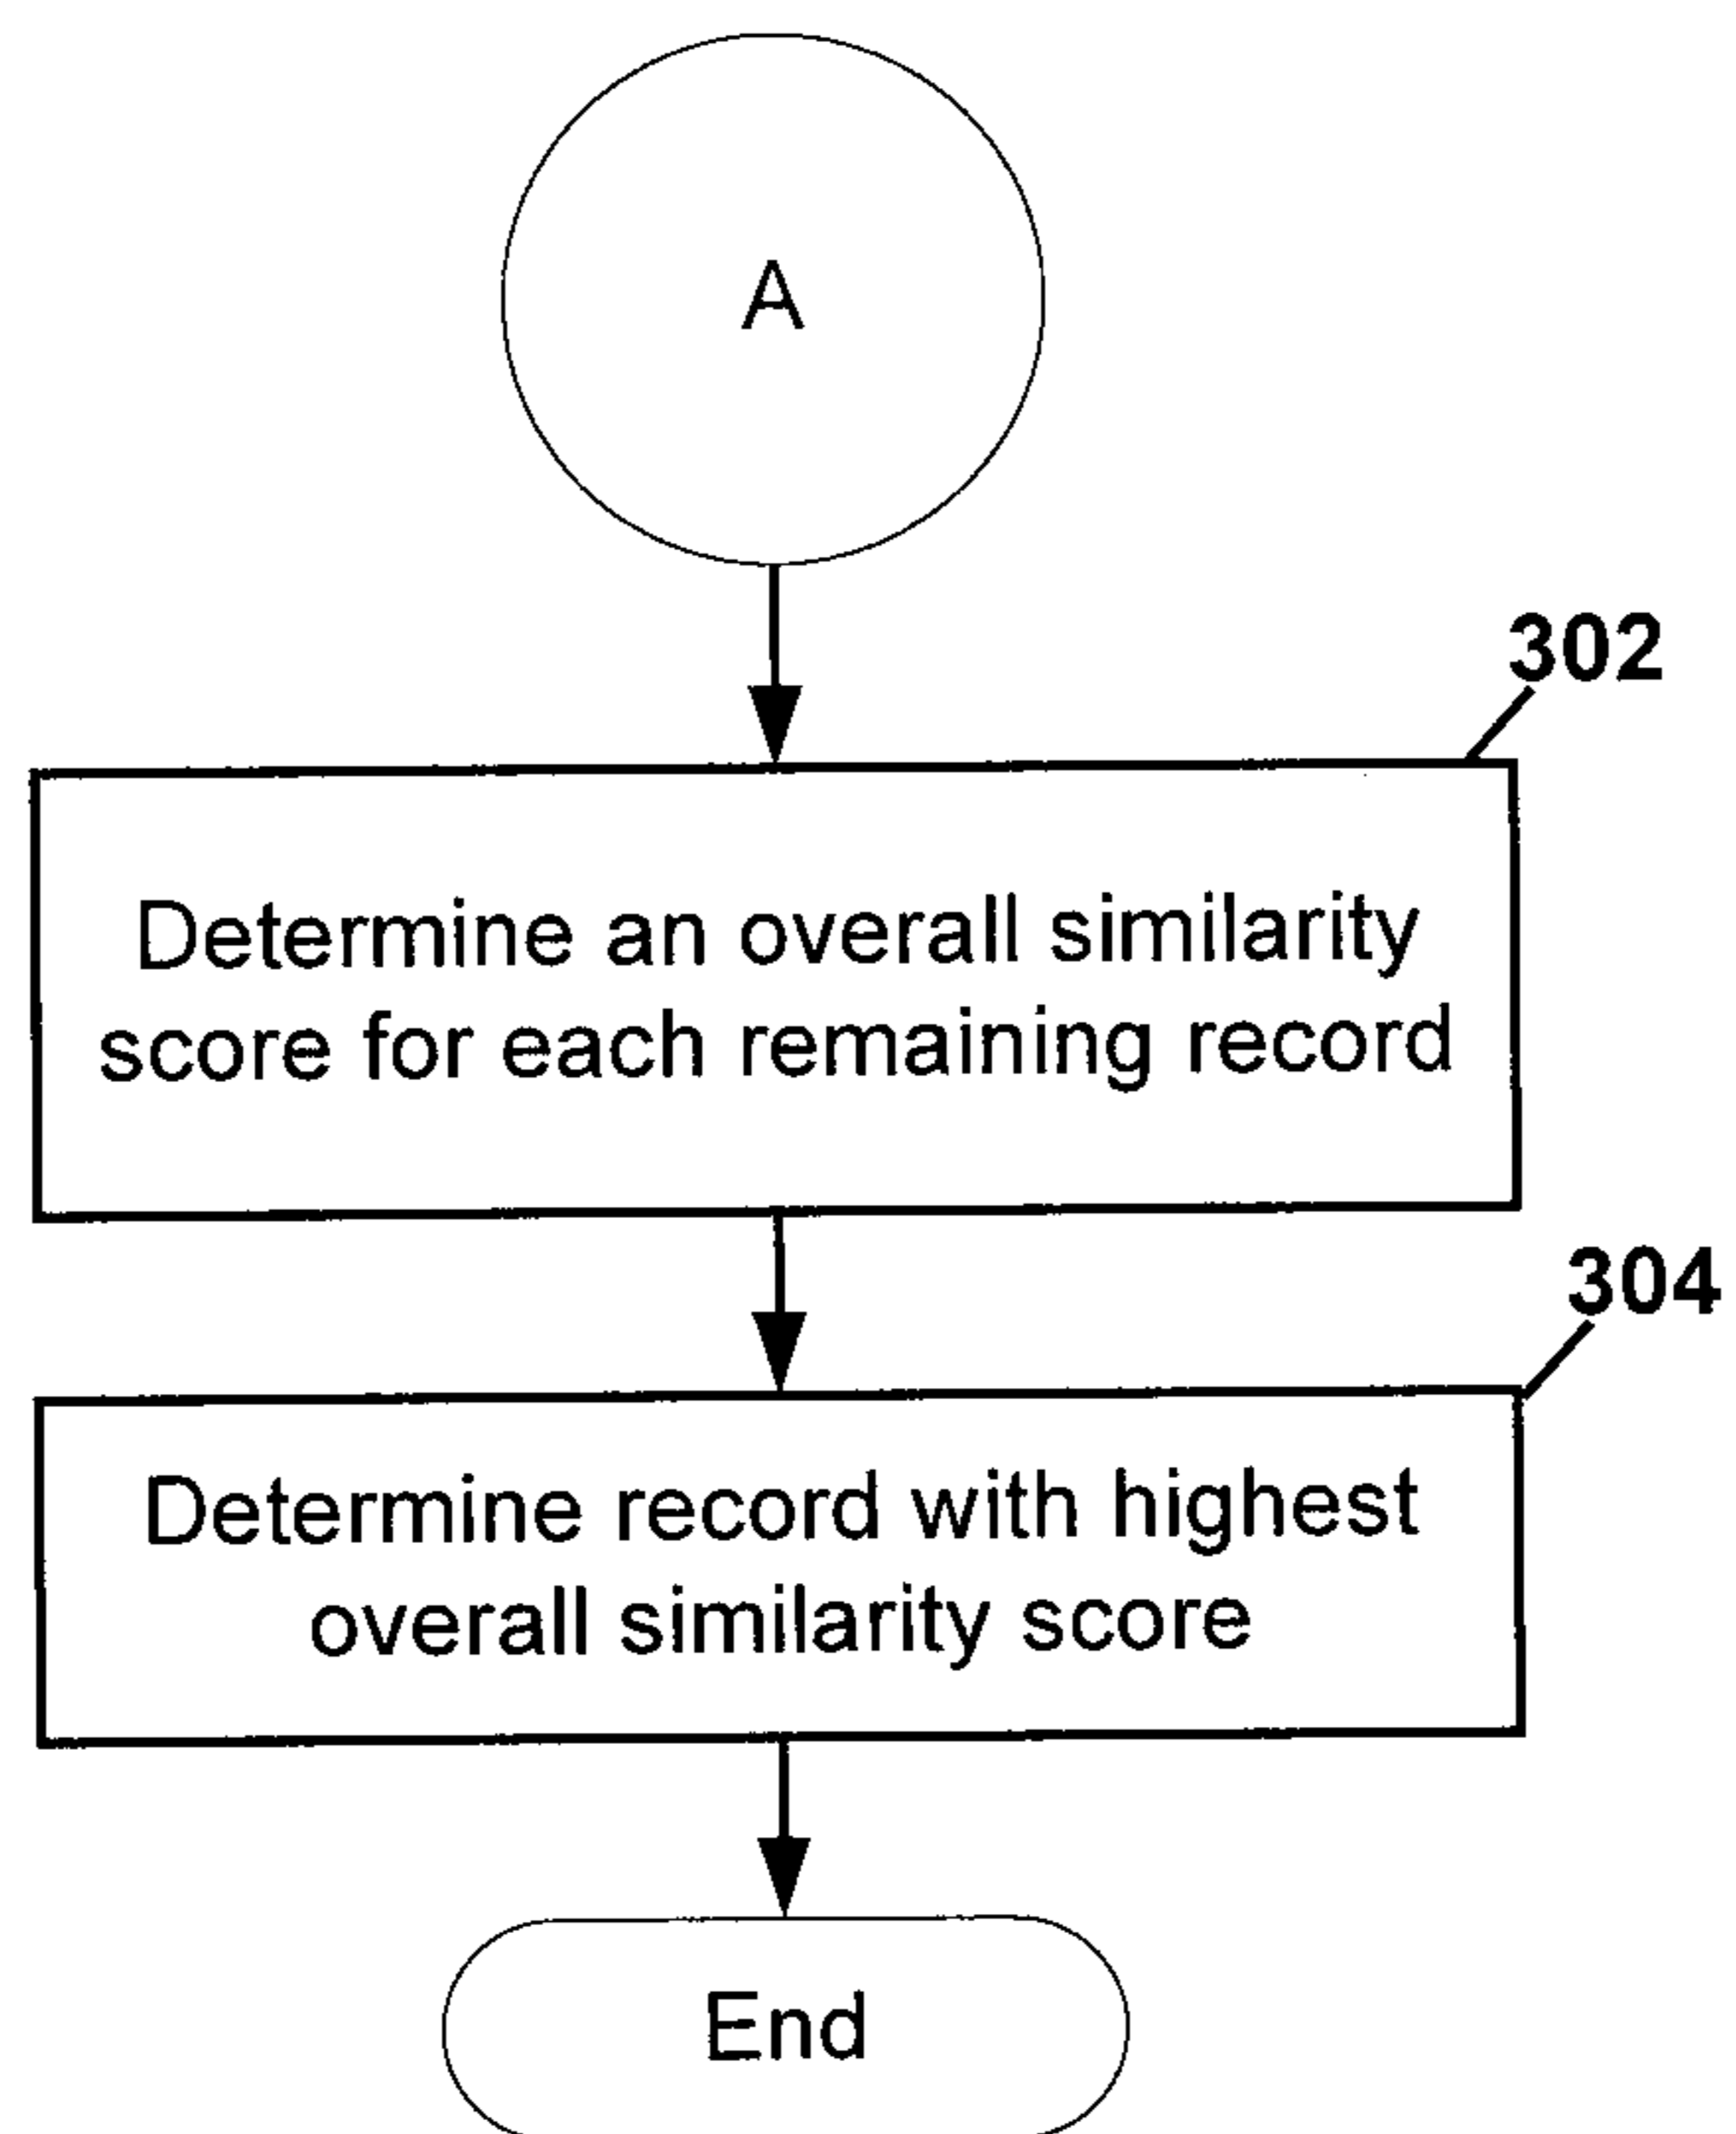 A
302
Determine an overall similarity
score for each remaining record
304
Determine record with highest
overall similarity score
End